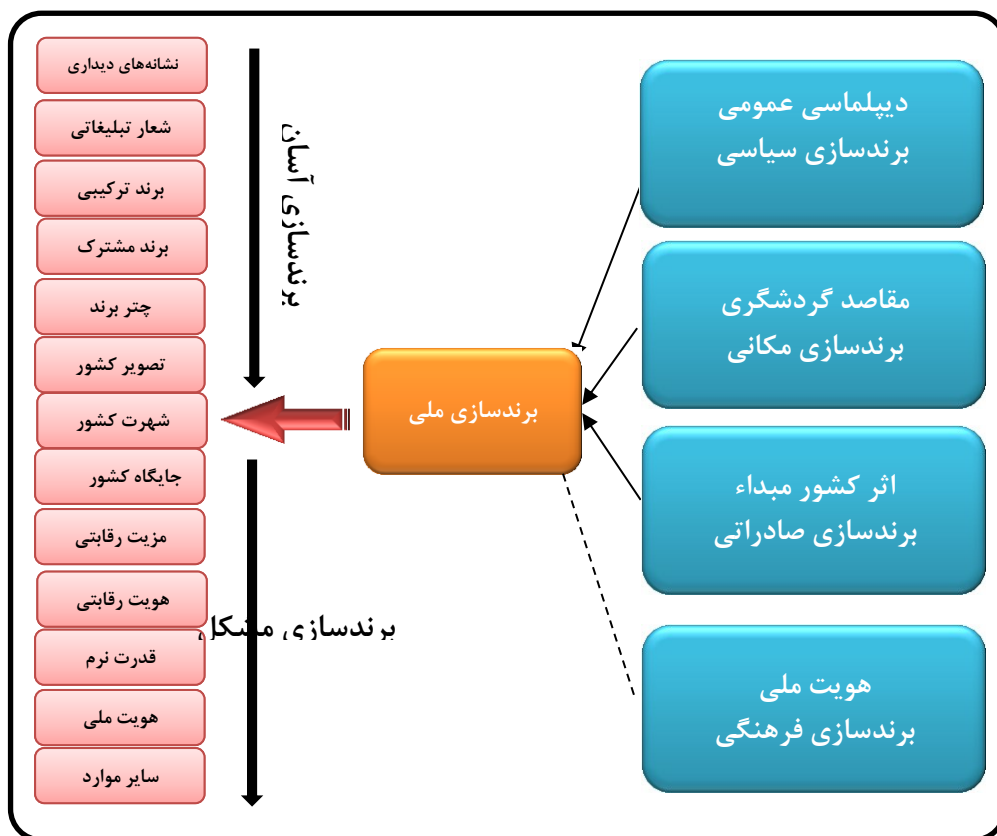 دیپلماسی عمومی
برندسازی سیاسی
مقاصد گردشگری
برندسازی مکانی
اثر کشور مبداء
برندسازی صادراتی
هویت ملی
برندسازی فرهنگی
برندسازی ملی
برندسازی آسان
برندسازی مشکل
نشانه‌های دیداری
شعار تبلیغاتی
برند ترکیبی
برند مشترک
چتر برند
تصویر کشور
شهرت کشور
جایگاه کشور
مزیت رقابتی
هویت رقابتی
قدرت نرم
هویت ملی
سایر موارد